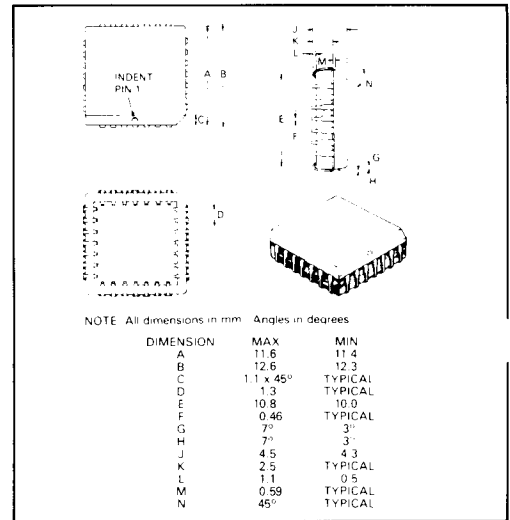 J
K
L
M
INDENT
PIN 1
A B
C
N
E
F
G
H
D
NOTE All dimensions in mm Angles in degrees
DIMENSION MAX MIN
A 11.6 11.4
B 12.6 12.3
C 1.1 x 45° TYPICAL
D 1.3 TYPICAL
E 10.8 10.0
F 0.46 TYPICAL
G 7° 3°
H 7° 3°
J 4.5 4.3
K 2.5 TYPICAL
L 1.1 0.5
M 0.59 TYPICAL
N 45° TYPICAL